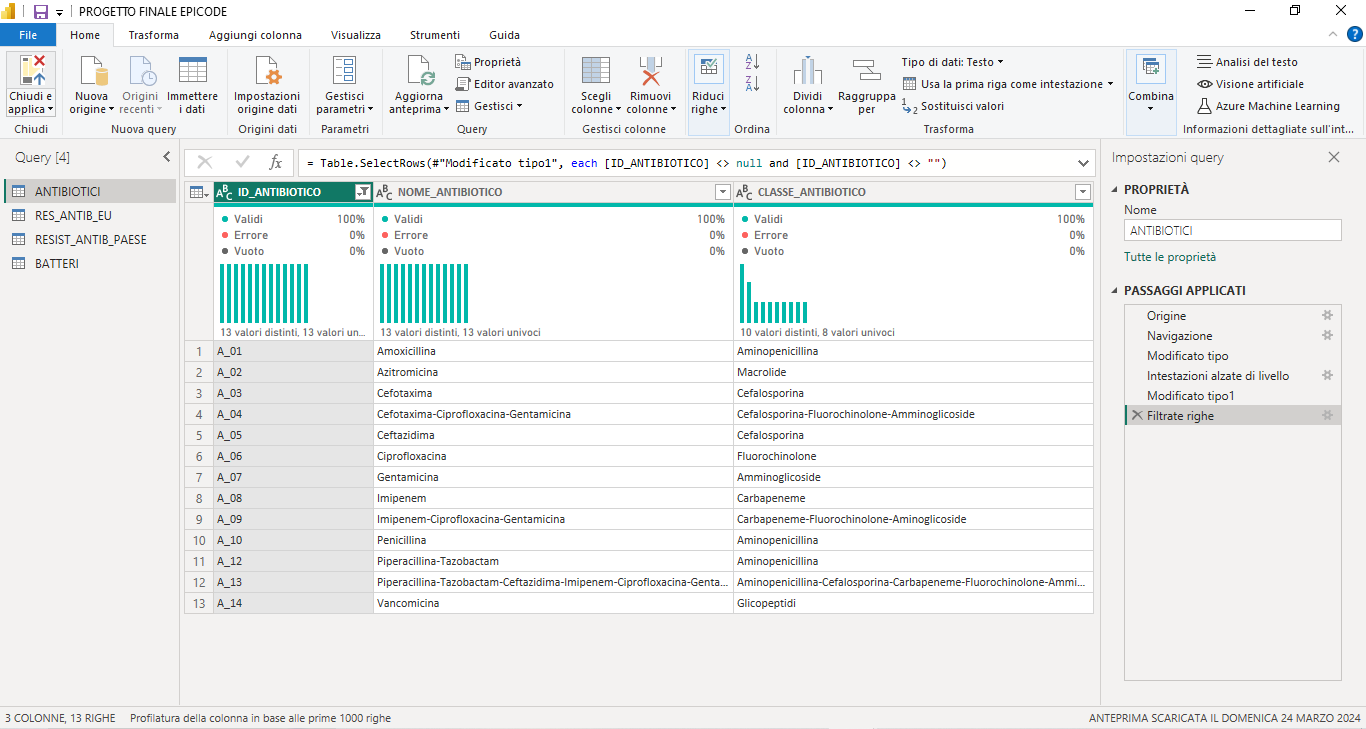 PROGETTO FINALE EPICODE
File Home Trasforma Aggiungi colonna Visualizza Strumenti Guida
Chiudi e applica
Chiudi
Nuova origine
Origini recenti
Immettere i dati
Nuova query
Impostazioni origine dati
Origini dati
Gestisci parametri
Parametri
Aggiorna anteprima
Proprietà
Editor avanzato
Gestisci
Query
Scegli colonne
Rimuovi colonne
Gestisci colonne
Riduci righe
Ordina
Dividi colonna
Raggruppa per
Tipo di dati: Testo
Usa la prima riga come intestazione
Sostituisci valori
Trasforma
Combina
Analisi del testo
Visione artificiale
Azure Machine Learning
Informazioni dettagliate sull'int...
Query [4]
ANTIBIOTICI
RES_ANTIB_EU
RESIST_ANTIB_PAESE
BATTERI
fx
= Table.SelectRows(#"Modificato tipo1", each [ID_ANTIBIOTICO] <> null and [ID_ANTIBIOTICO] <> "")
ABC ID_ANTIBIOTICO ABC NOME_ANTIBIOTICO ABC CLASSE_ANTIBIOTICO
Validi 100% Validi 100% Validi 100%
Errore 0% Errore 0% Errore 0%
Vuoto 0% Vuoto 0% Vuoto 0%
13 valori distinti, 13 valori un... 13 valori distinti, 13 valori univoci 10 valori distinti, 8 valori univoci
1 A_01 Amoxicillina Aminopenicillina
2 A_02 Azitromicina Macrolide
3 A_03 Cefotaxima Cefalosporina
4 A_04 Cefotaxima-Ciprofloxacina-Gentamicina Cefalosporina-Fluorochinolone-Amminoglicoside
5 A_05 Ceftazidima Cefalosporina
6 A_06 Ciprofloxacina Fluorochinolone
7 A_07 Gentamicina Amminoglicoside
8 A_08 Imipenem Carbapeneme
9 A_09 Imipenem-Ciprofloxacina-Gentamicina Carbapeneme-Fluorochinolone-Aminoglicoside
10 A_10 Penicillina Aminopenicillina
11 A_12 Piperacillina-Tazobactam Aminopenicillina
12 A_13 Piperacillina-Tazobactam-Ceftazidima-Imipenem-Ciprofloxacina-Genta... Aminopenicillina-Cefalosporina-Carbapeneme-Fluorochinolone-Ammi...
13 A_14 Vancomicina Glicopeptidi
Impostazioni query
PROPRIETÀ
Nome
ANTIBIOTICI
Tutte le proprietà
PASSAGGI APPLICATI
Origine
Navigazione
Modificato tipo
Intestazioni alzate di livello
Modificato tipo1
Filtrate righe
3 COLONNE, 13 RIGHE Profilatura della colonna in base alle prime 1000 righe
ANTEPRIMA SCARICATA IL DOMENICA 24 MARZO 2024